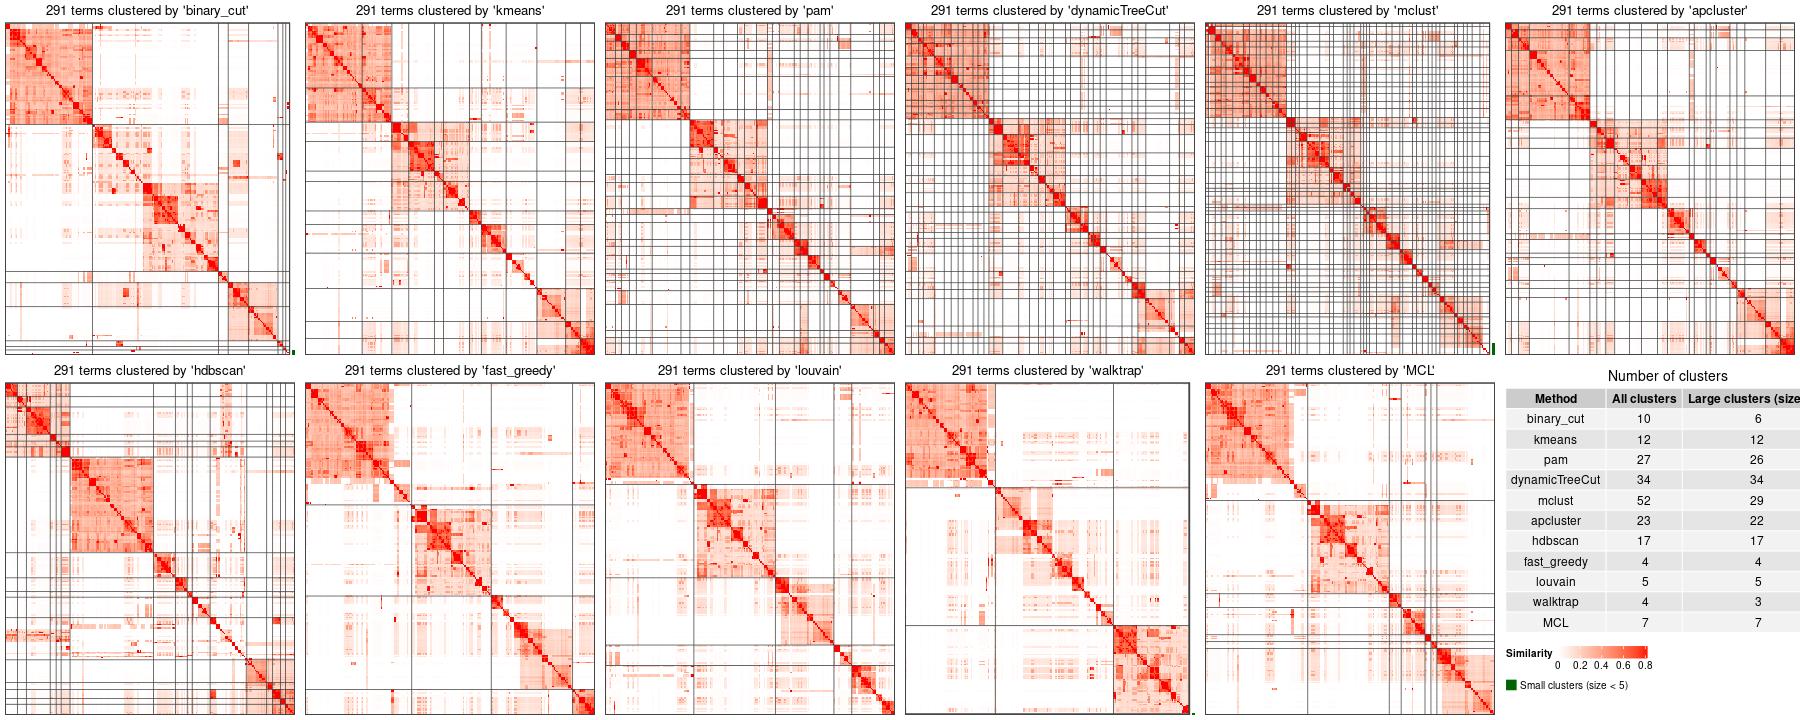 291 terms clustered by 'binary_cut'
291 terms clustered by 'kmeans'
291 terms clustered by 'pam'
291 terms clustered by 'dynamicTreeCut'
291 terms clustered by 'mclust'
291 terms clustered by 'apcluster'
291 terms clustered by 'hdbscan'
291 terms clustered by 'fast_greedy'
291 terms clustered by 'louvain'
291 terms clustered by 'walktrap'
291 terms clustered by 'MCL'
Number of clusters
Method All clusters Large clusters (size
binary_cut 10 6
kmeans 12 12
pam 27 26
dynamicTreeCut 34 34
mclust 52 29
apcluster 23 22
hdbscan 17 17
fast_greedy 4 4
louvain 5 5
walktrap 4 3
MCL 7 7
Similarity
0 0.2 0.4 0.6 0.8
Small clusters (size < 5)